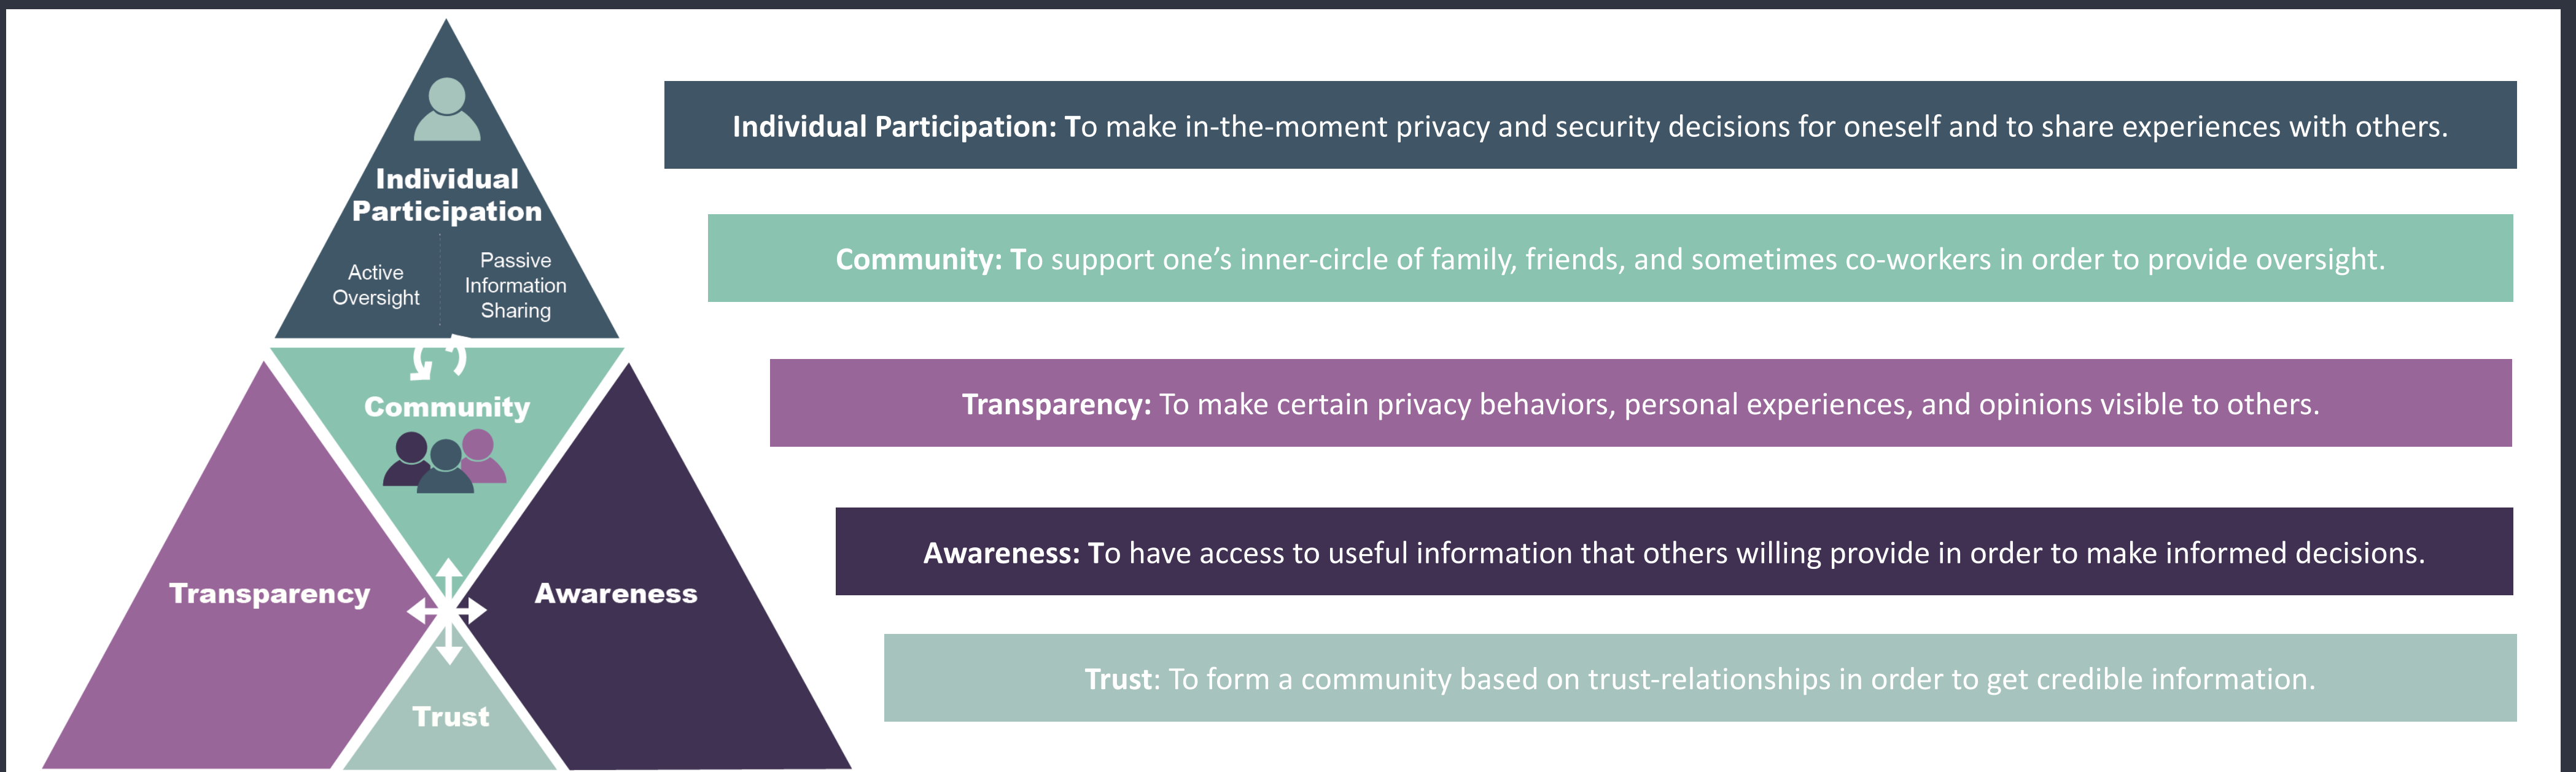 Individual
Participation
Active
Oversight
Passive
Information
Sharing
Community
Transparency
Awareness
Trust
Individual Participation: To make in-the-moment privacy and security decisions for oneself and to share experiences with others.
Community: To support one’s inner-circle of family, friends, and sometimes co-workers in order to provide oversight.
Transparency: To make certain privacy behaviors, personal experiences, and opinions visible to others.
Awareness: To have access to useful information that others willing provide in order to make informed decisions.
Trust: To form a community based on trust-relationships in order to get credible information.